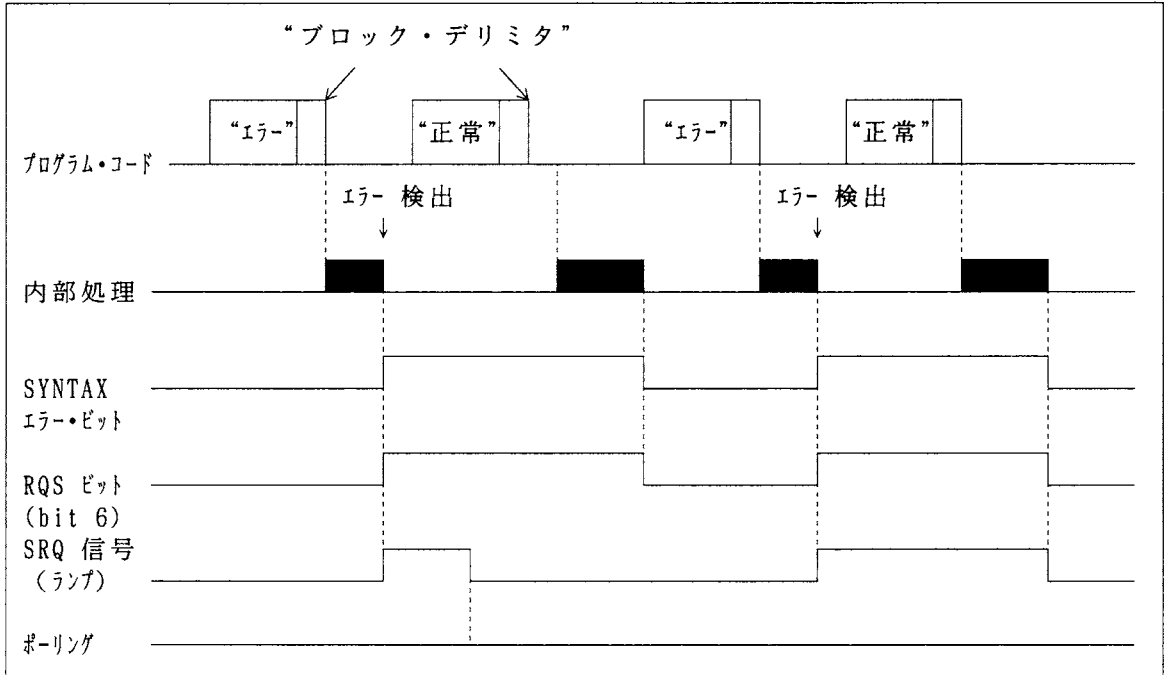 “ブロック・デリミタ”
“エラー” “正常” “エラー” “正常”
プログラム・コード
エラー 検出 エラー 検出
内部処理
SYNTAX
エラー・ビット
RQS ビット
(bit 6)
SRQ 信号
(ランプ)
ポーリング